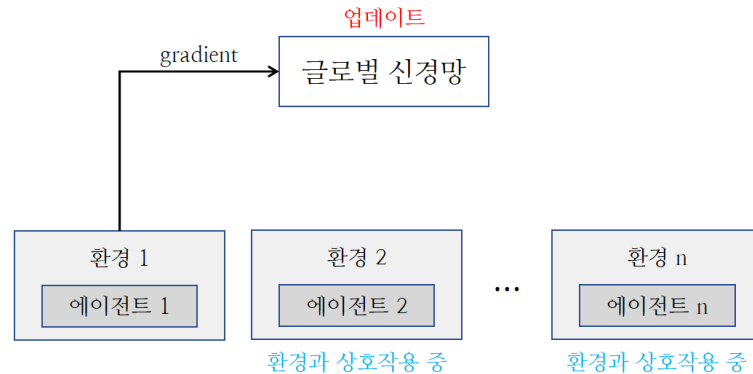 업데이트
gradient
글로벌 신경망
환경 1
에이전트 1
환경 2
에이전트 2
...
환경 n
에이전트 n
환경과 상호작용 중
환경과 상호작용 중